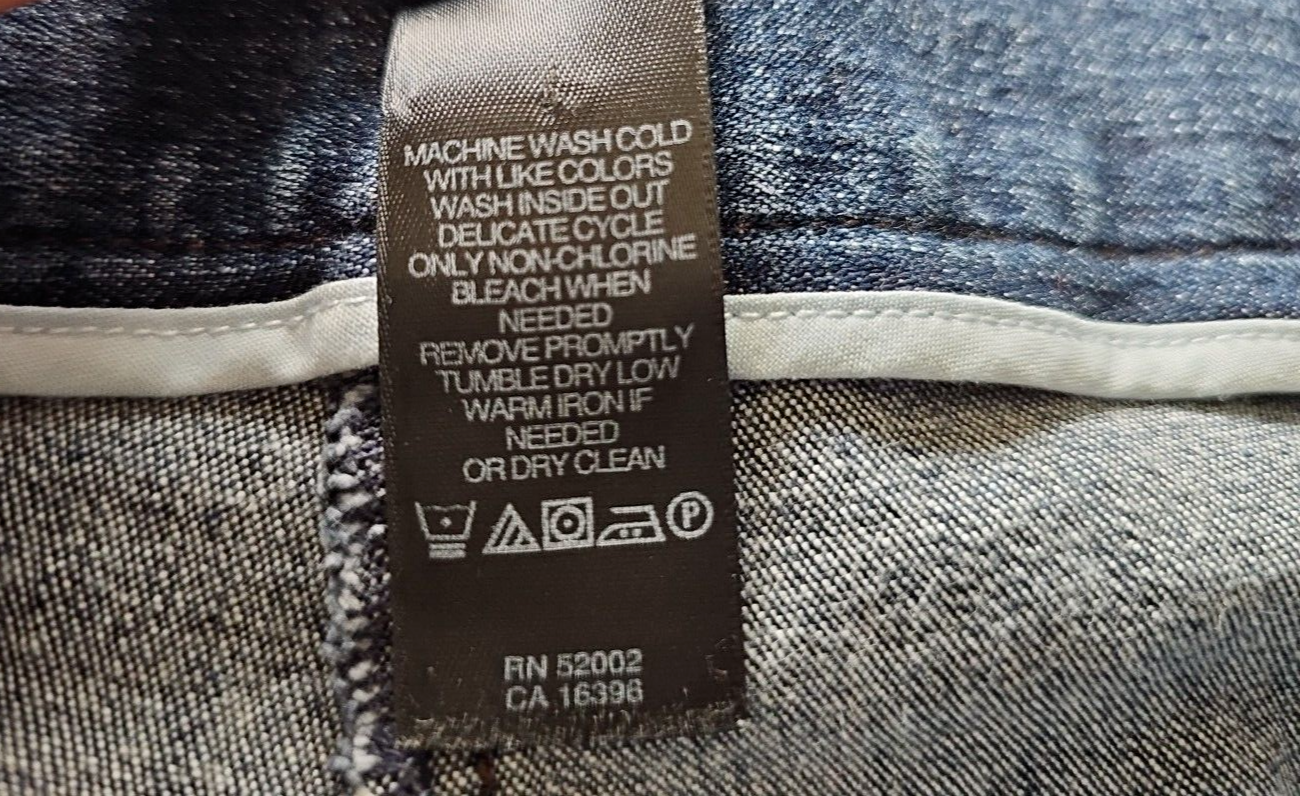 MACHINE WASH COLD
WITH LIKE COLORS
WASH INSIDE OUT
DELICATE CYCLE
ONLY NON-CHLORINE
BLEACH WHEN
NEEDED
REMOVE PROMPTLY
TUMBLE DRY LOW
WARM IRON IF
NEEDED
OR DRY CLEAN
P
RN 52002
CA 16396